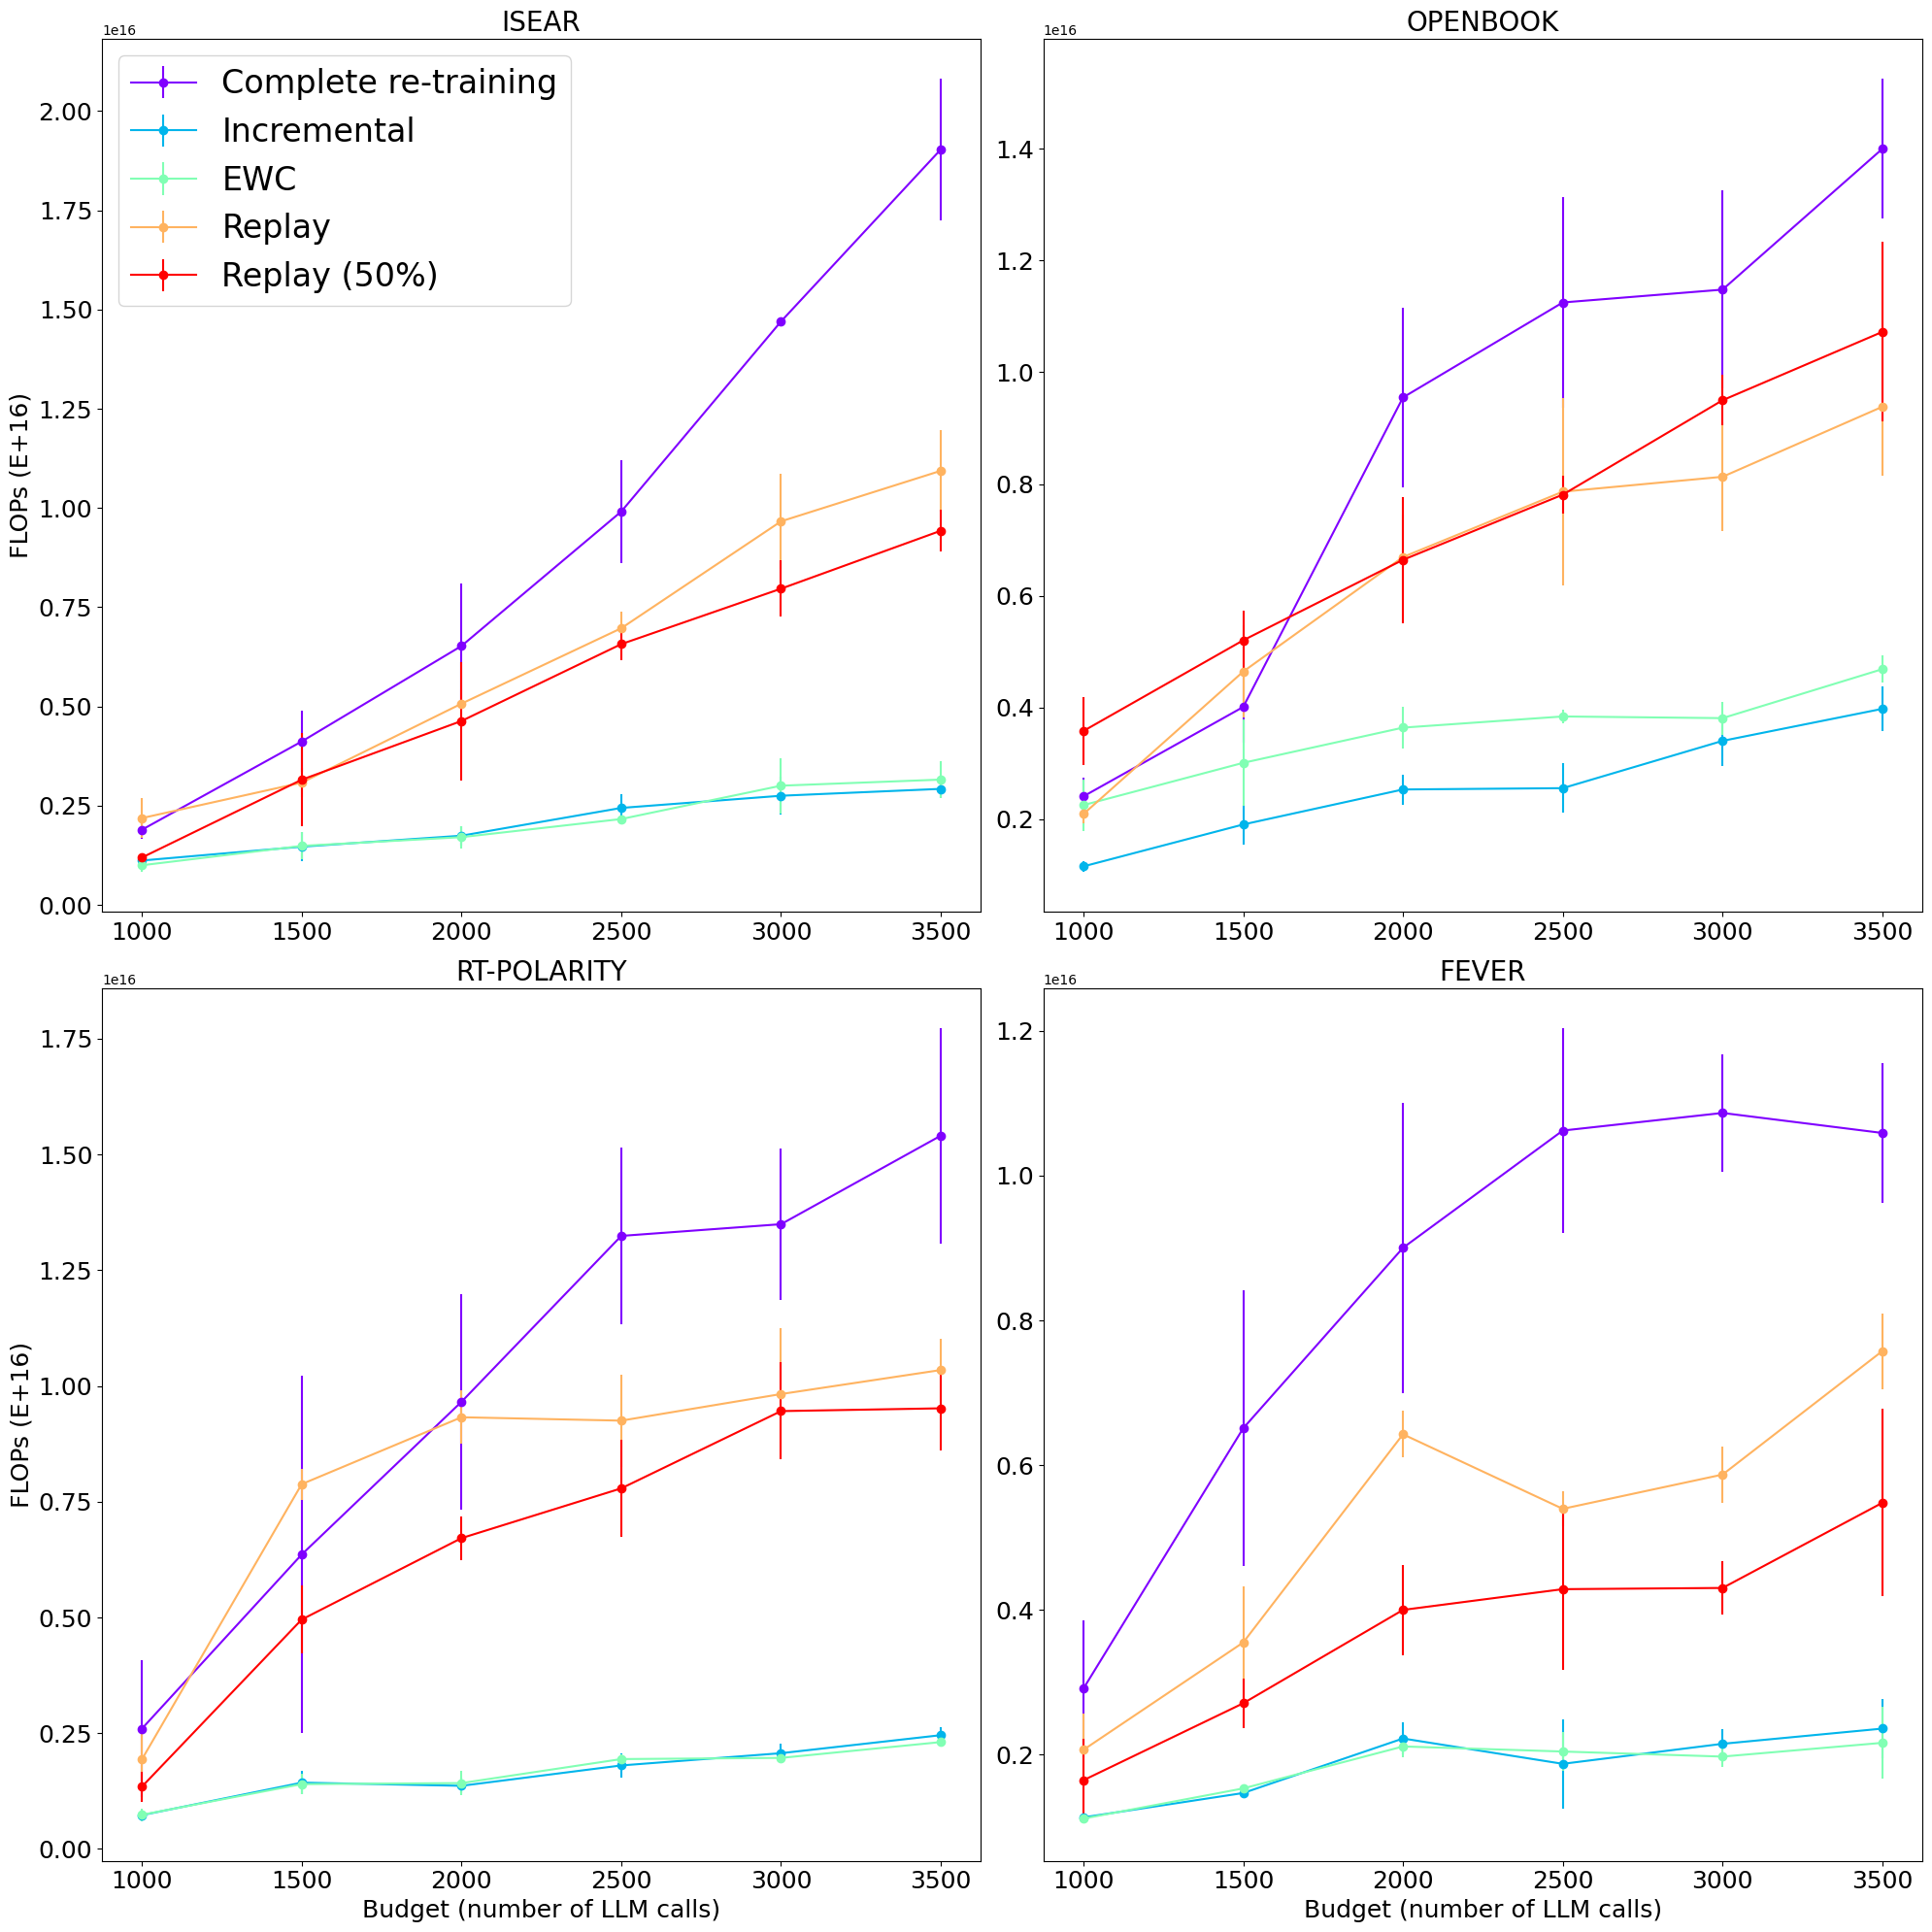 ISEAR
1e16
Complete re-training
Incremental
EWC
Replay
Replay (50%)
FLOPs (E+16)
2.00
1.75
1.50
1.25
1.00
0.75
0.50
0.25
0.00
1000 1500 2000 2500 3000 3500
OPENBOOK
1e16
1.4
1.2
1.0
0.8
0.6
0.4
0.2
1000 1500 2000 2500 3000 3500
RT-POLARITY
1e16
FLOPs (E+16)
1.75
1.50
1.25
1.00
0.75
0.50
0.25
0.00
1000 1500 2000 2500 3000 3500
Budget (number of LLM calls)
FEVER
1e16
1.2
1.0
0.8
0.6
0.4
0.2
1000 1500 2000 2500 3000 3500
Budget (number of LLM calls)